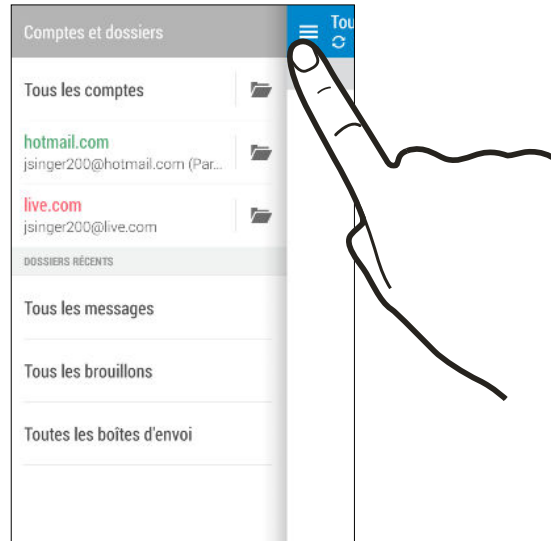 Comptes et dossiers
Tou
Tous les comptes
hotmail.com
jsinger200@hotmail.com (Par...
live.com
jsinger200@live.com
DOSSIERS RÉCENTS
Tous les messages
Tous les brouillons
Toutes les boîtes d'envoi